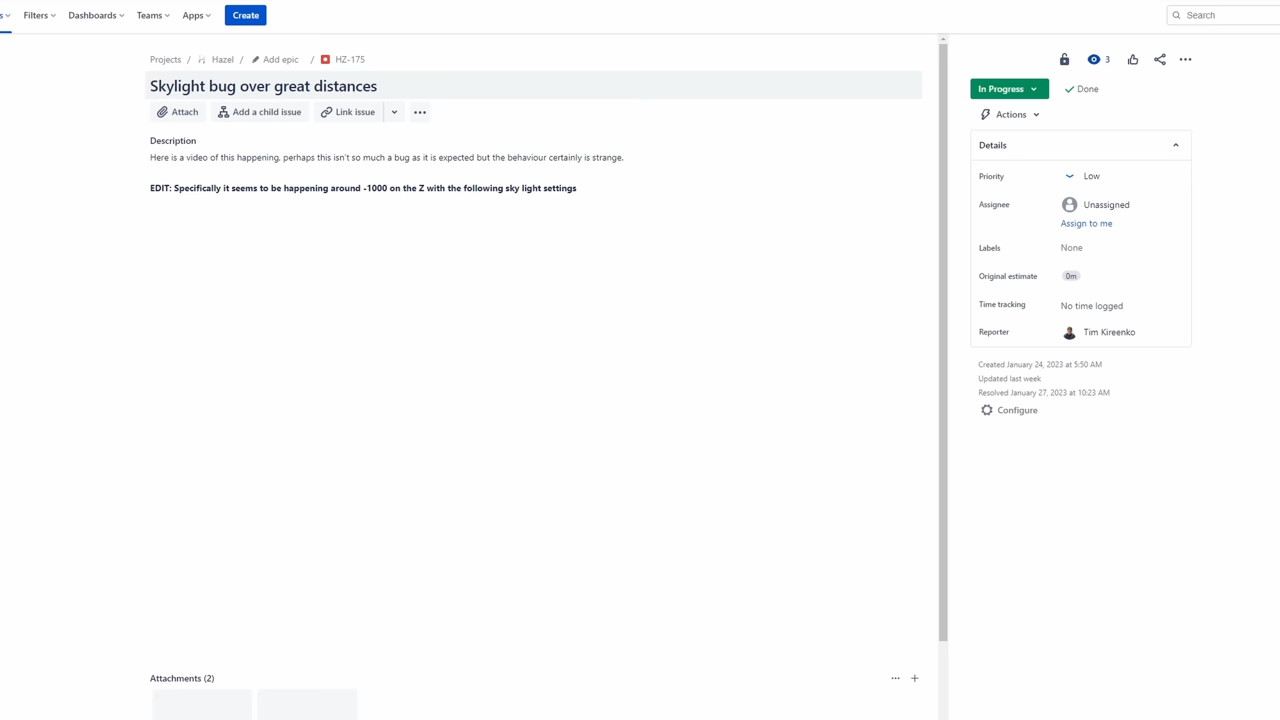 Filters Dashboards Teams Apps Create Search
Projects / Hazel / Add epic / HZ-175
3
Skylight bug over great distances
In Progress Done
Attach Add a child issue Link issue
Actions
Description
Here is a video of this happening, perhaps this isn't so much a bug as it is expected but the behaviour certainly is strange.
EDIT: Specifically it seems to be happening around -1000 on the Z with the following sky light settings
Details
Priority Low
Assignee Unassigned
Assign to me
Labels None
Original estimate 0m
Time tracking No time logged
Reporter Tim Kireenko
Created January 24, 2023 at 5:50 AM
Updated last week
Resolved January 27, 2023 at 10:23 AM
Configure
Attachments (2)